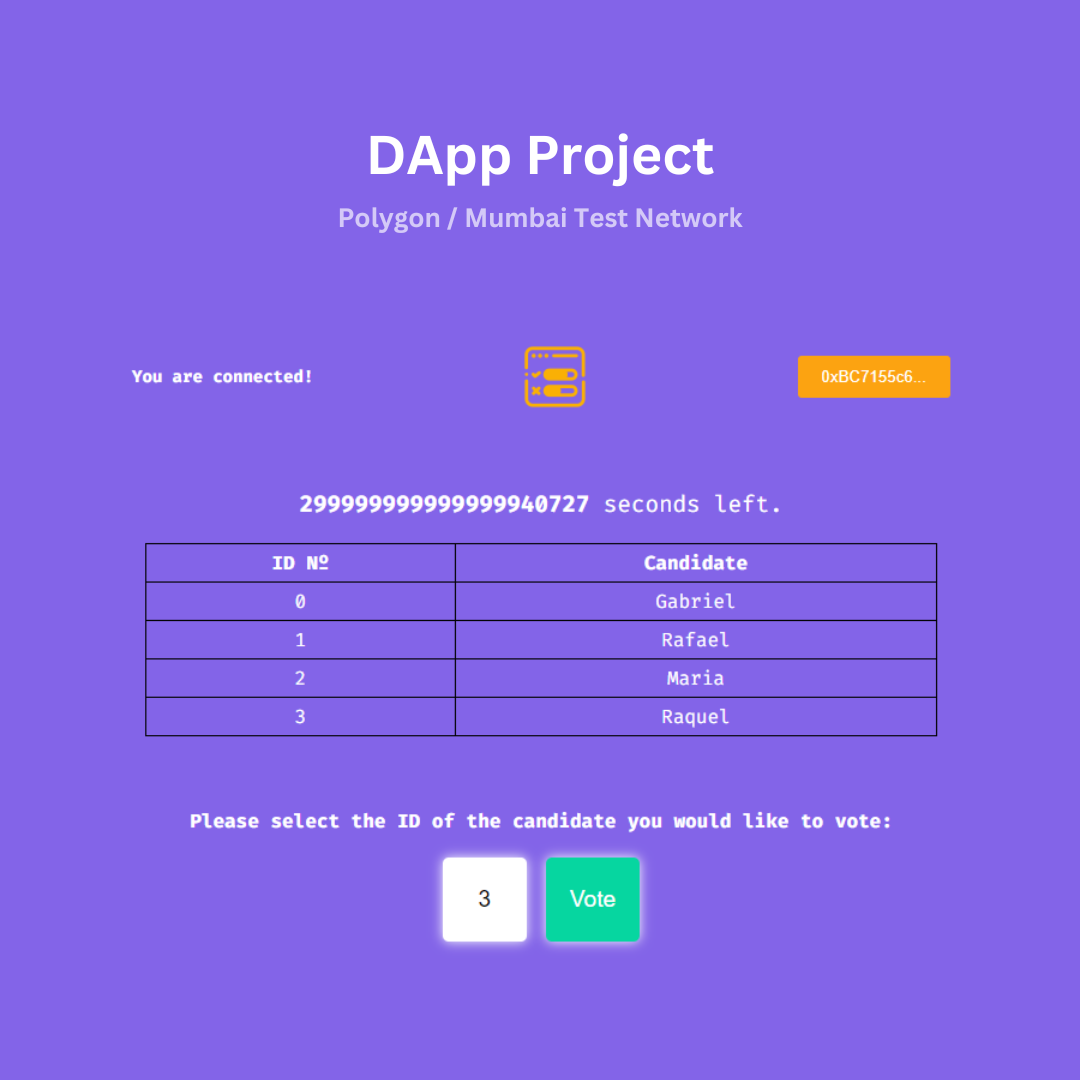 DApp Project
Polygon / Mumbai Test Network
You are connected!
0xBC7155c6...
299999999999999940727 seconds left.
ID Nº Candidate
0 Gabriel
1 Rafael
2 Maria
3 Raquel
Please select the ID of the candidate you would like to vote:
3 Vote